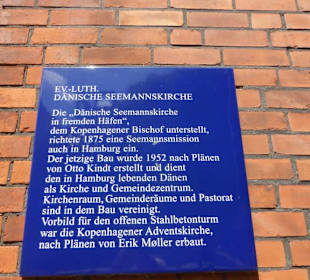 EV.-LUTH.
DÄNISCHE SEEMANNSKIRCHE
Die „Dänische Seemannskirche
in fremden Häfen",
dem Kopenhagener Bischof unterstellt,
richtete 1875 eine Seemannsmission
auch in Hamburg ein.
Der jetzige Bau wurde 1952 nach Plänen
von Otto Kindt erstellt und dient
den in Hamburg lebenden Dänen
als Kirche und Gemeindezentrum.
Kirchenraum, Gemeinderäume und Pastorat
sind in dem Bau vereinigt.
Vorbild für den offenen Stahlbetonturm
war die Kopenhagener Adventskirche,
nach Plänen von Erik Møller erbaut.